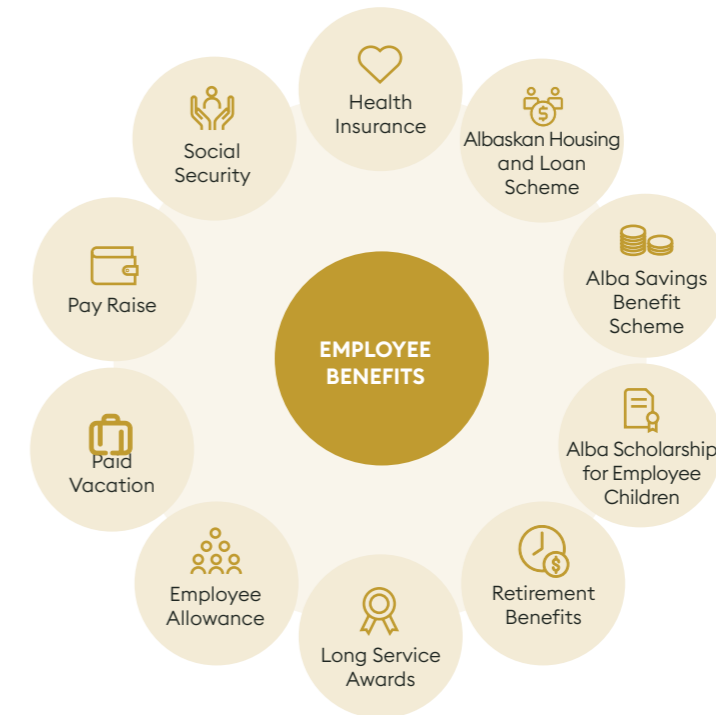 Health
Insurance
Albaskan Housing
and Loan
Scheme
Alba Savings
Benefit
Scheme
Alba Scholarship
for Employee
Children
Retirement
Benefits
Long Service
Awards
Employee
Allowance
Paid
Vacation
Pay Raise
Social
Security
EMPLOYEE
BENEFITS